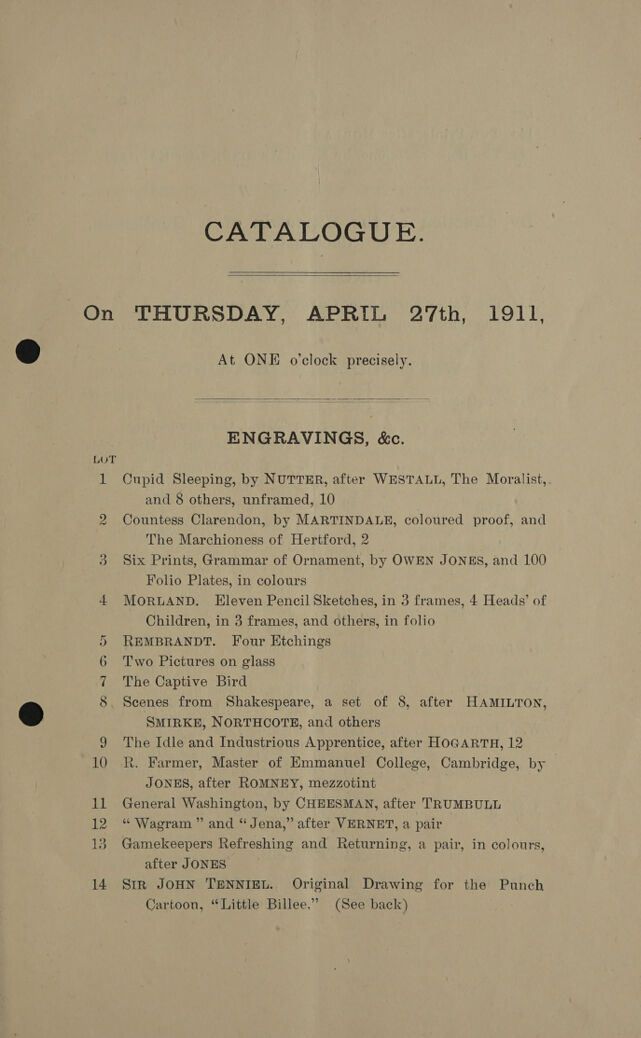 CATALOGUE.
On THURSDAY, APRIL 27th, 1911,
At ONE o'clock precisely.
ENGRAVINGS, &c.
LOT
1 Cupid Sleeping, by NUTTER, after WESTALL, The Moralist,
and 8 others, unframed, 10
2 Countess Clarendon, by MARTINDALE, coloured proof, and
The Marchioness of Hertford, 2
3 Six Prints, Grammar of Ornament, by OWEN JONES, and 100
Folio Plates, in colours
4 MORLAND. Eleven Pencil Sketches, in 3 frames, 4 Heads' of
Children, in 3 frames, and others, in folio
5 REMBRANDT. Four Etchings
6 Two Pictures on glass
7 The Captive Bird
8 Scenes from Shakespeare, a set of 8, after HAMILTON,
SMIRKE, NORTHCOTE, and others
9 The Idle and Industrious Apprentice, after HOGARTH, 12
10 R. Farmer, Master of Emmanuel College, Cambridge, by
JONES, after ROMNEY, mezzotint
11 General Washington, by CHEESMAN, after TRUMBULL
12 "Wagram" and "Jena," after VERNET, a pair
13 Gamekeepers Refreshing and Returning, a pair, in colours,
after JONES
14 SIR JOHN TENNIEL. Original Drawing for the Punch
Cartoon, "Little Billee." (See back)